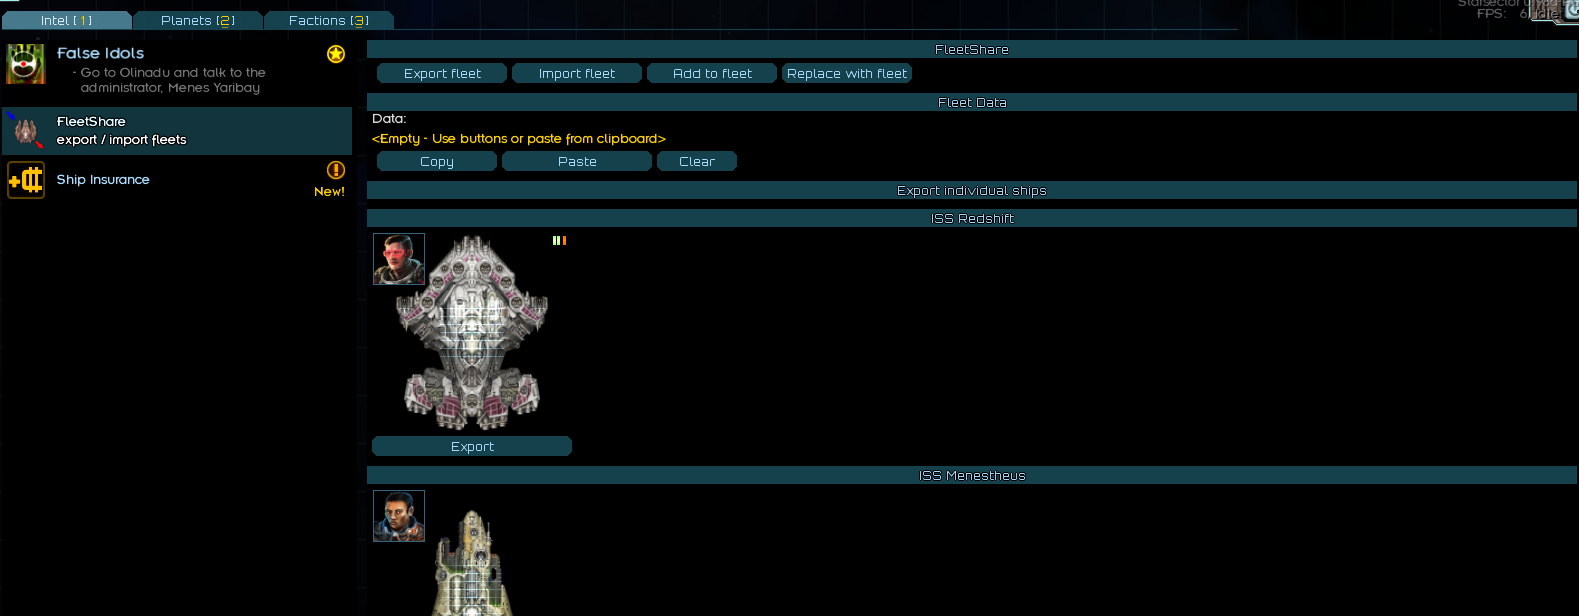 Intel [ 1 ]
Planets [2]
Factions [3]
FPS:
idle
False Idols
- Go to Olinadu and talk to the
administrator, Menes Yaribay
FleetShare
export / import fleets
Ship Insurance
New!
FleetShare
Export fleet
Import fleet
Add to fleet
Replace with fleet
Fleet Data
Data:
<Empty - Use buttons or paste from clipboard>
Copy
Paste
Clear
Export individual ships
ISS Redshift
Export
ISS Menestheus